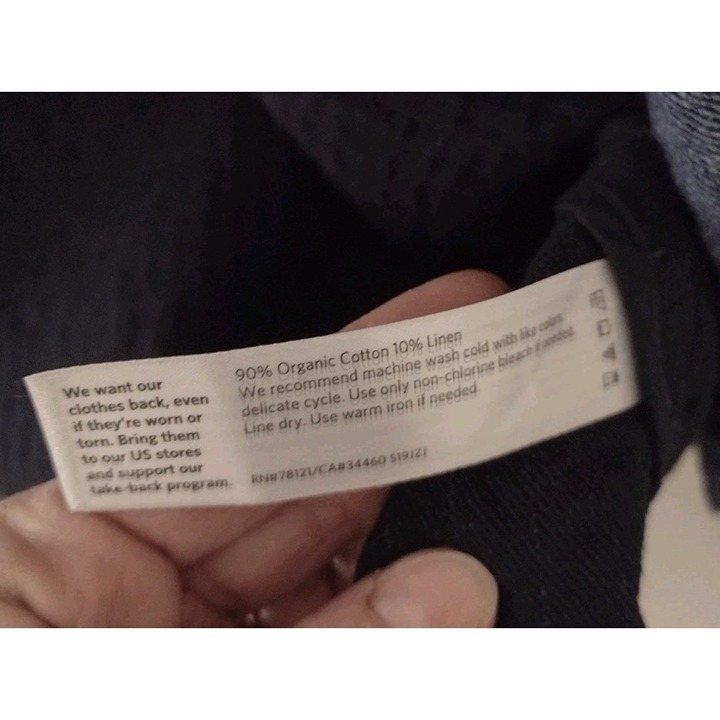 We want our
clothes back, even
if they're worn or
torn. Bring them
to our US stores
and support our
take-back program.
90% Organic Cotton 10% Linen
We recommend machine wash cold with like colors
delicate cycle. Use only non-chlorine bleach if needed.
Line dry. Use warm iron if needed.
RN#78121/CA#34460